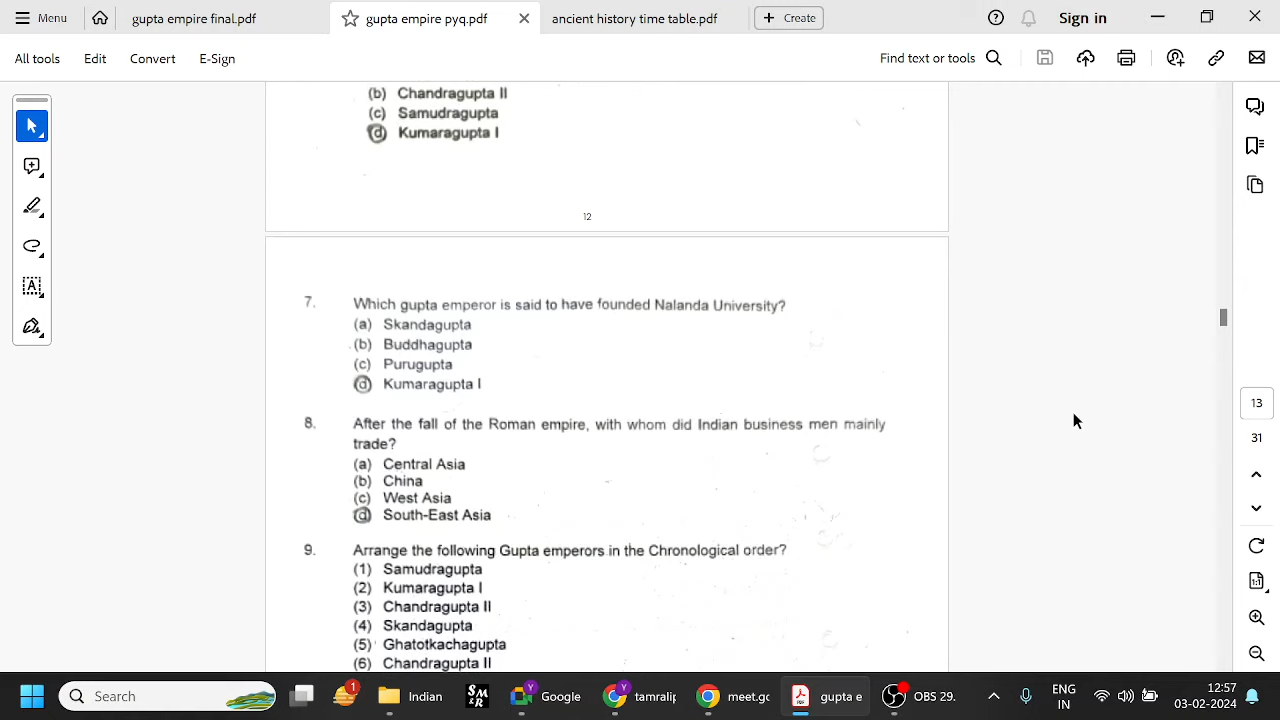 Menu
gupta empire final.pdf
gupta empire pyq.pdf
ancient history time table.pdf
Create
Sign in
All tools
Edit
Convert
E-Sign
Find text or tools
(b) Chandragupta II
(c) Samudragupta
(d) Kumaragupta I
12
7. Which gupta emperor is said to have founded Nalanda University?
(a) Skandagupta
(b) Buddhagupta
(c) Purugupta
(d) Kumaragupta I
8. After the fall of the Roman empire, with whom did Indian business men mainly
trade?
(a) Central Asia
(b) China
(c) West Asia
(d) South-East Asia
9. Arrange the following Gupta emperors in the Chronological order?
(1) Samudragupta
(2) Kumaragupta I
(3) Chandragupta II
(4) Skandagupta
(5) Ghatotkachagupta
(6) Chandragupta II
13
31
1:1
Search
1
Indian
SM
&R
Y
Google
Y
tamralip
meet.go
gupta e
OBS 29
ENG
IN
12:57
03-02-2024